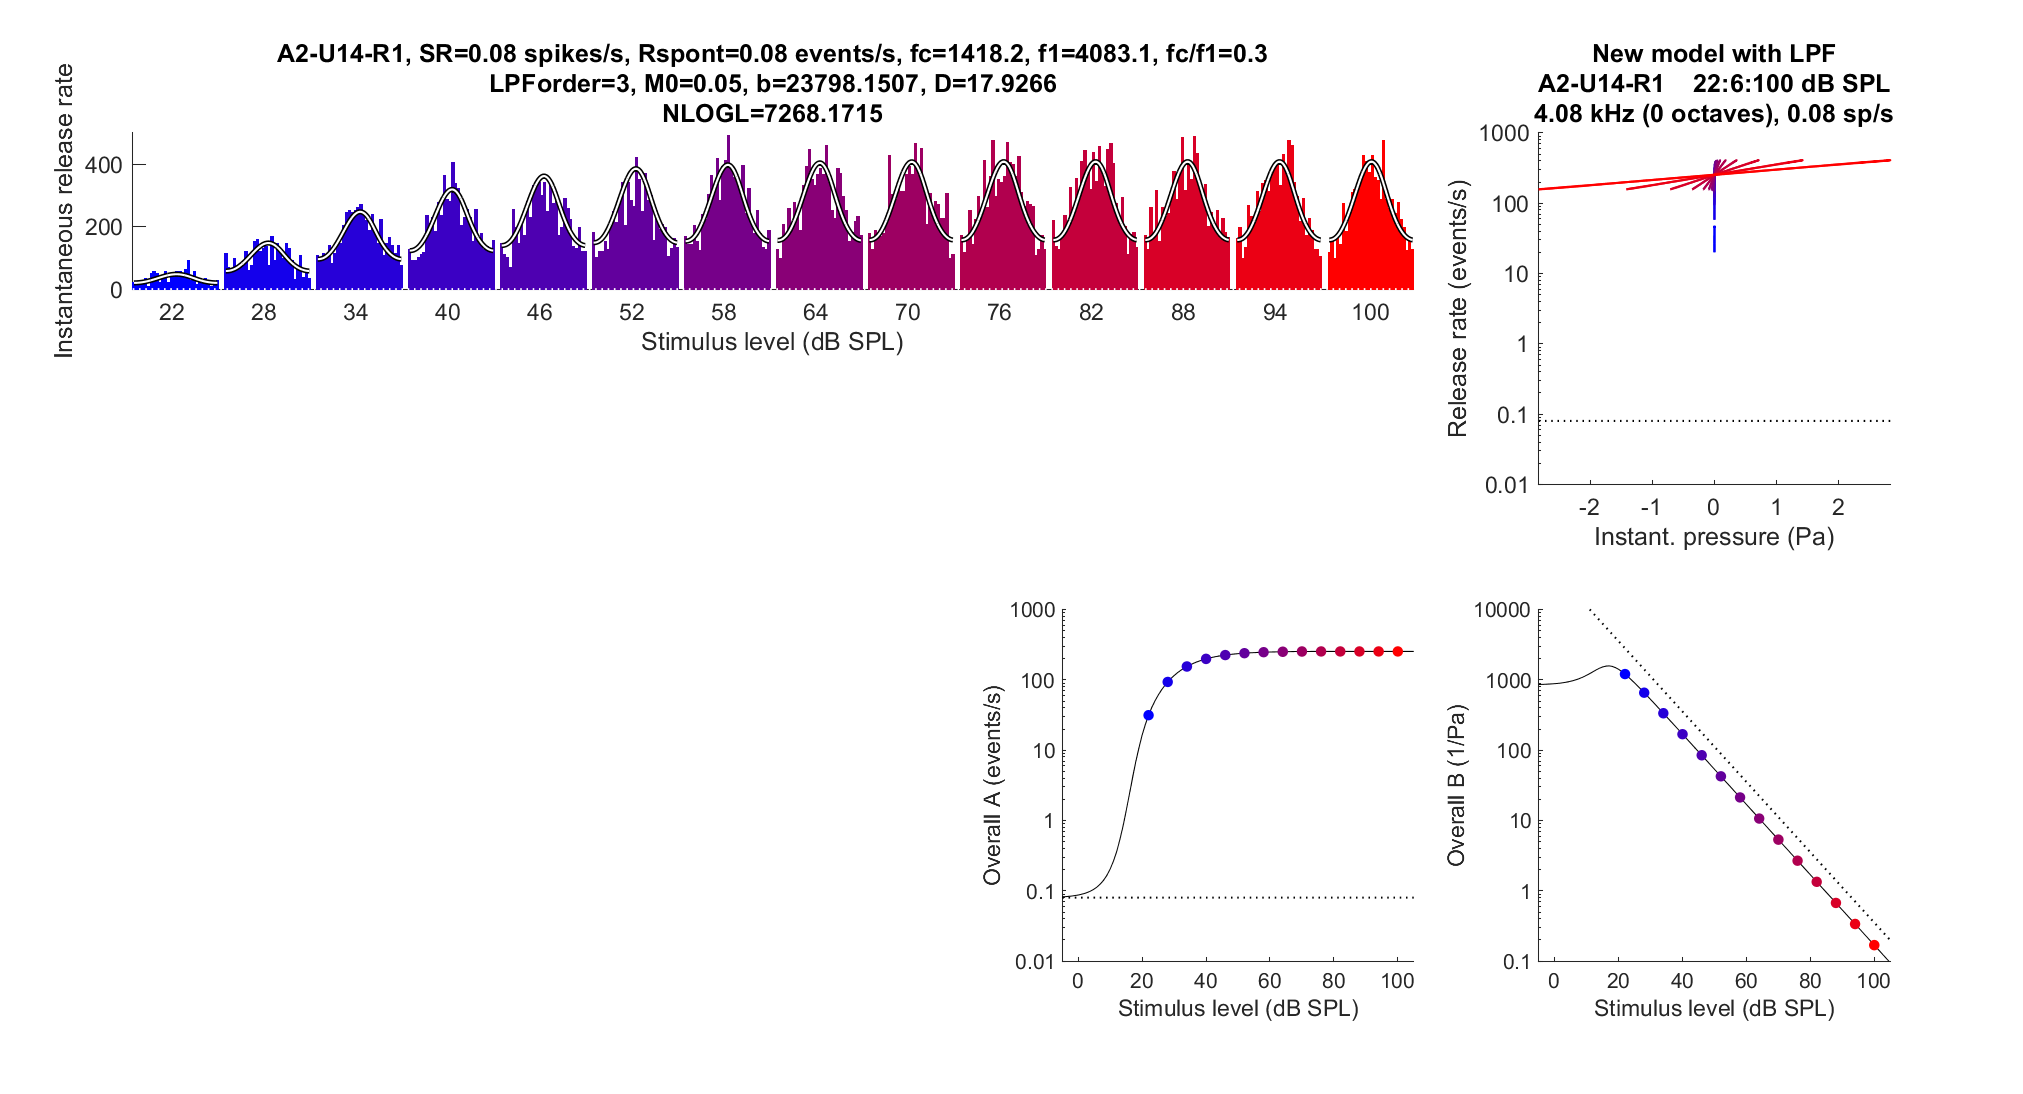 A2-U14-R1, SR=0.08 spikes/s, Rspont=0.08 events/s, fc=1418.2, f1=4083.1, fc/f1=0.3
LPForder=3, M0=0.05, b=23798.1507, D=17.9266
NLOGL=7268.1715
Instantaneous release rate
400
200
0
22 28 34 40 46 52 58 64 70 76 82 88 94 100
Stimulus level (dB SPL)
New model with LPF
A2-U14-R1 22:6:100 dB SPL
4.08 kHz (0 octaves), 0.08 sp/s
Release rate (events/s)
1000
100
10
1
0.1
0.01
-2 -1 0 1 2
Instant. pressure (Pa)
Overall A (events/s)
1000
100
10
1
0.1
0.01
0 20 40 60 80 100
Stimulus level (dB SPL)
Overall B (1/Pa)
10000
1000
100
10
1
0.1
0 20 40 60 80 100
Stimulus level (dB SPL)